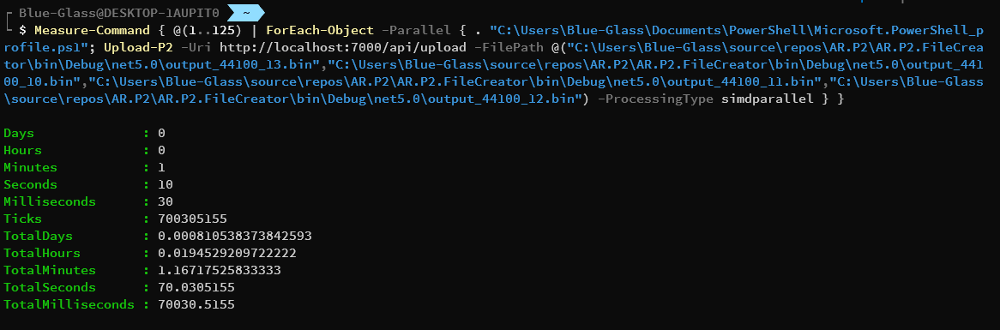 Blue-Glass@DESKTOP-1AUPIT0 ~
$ Measure-Command { @(1..125) | ForEach-Object -Parallel { . "C:\Users\Blue-Glass\Documents\PowerShell\Microsoft.PowerShell_p
rofile.ps1"; Upload-P2 -Uri http://localhost:7000/api/upload -FilePath @("C:\Users\Blue-Glass\source\repos\AR.P2\AR.P2.FileCrea
tor\bin\Debug\net5.0\output_44100_13.bin","C:\Users\Blue-Glass\source\repos\AR.P2\AR.P2.FileCreator\bin\Debug\net5.0\output_441
00_10.bin","C:\Users\Blue-Glass\source\repos\AR.P2\AR.P2.FileCreator\bin\Debug\net5.0\output_44100_11.bin","C:\Users\Blue-Glass
\source\repos\AR.P2\AR.P2.FileCreator\bin\Debug\net5.0\output_44100_12.bin") -ProcessingType simdparallel } }
Days : 0
Hours : 0
Minutes : 1
Seconds : 10
Milliseconds : 30
Ticks : 700305155
TotalDays : 0.000810538373842593
TotalHours : 0.0194529209722222
TotalMinutes : 1.16717525833333
TotalSeconds : 70.0305155
TotalMilliseconds : 70030.5155